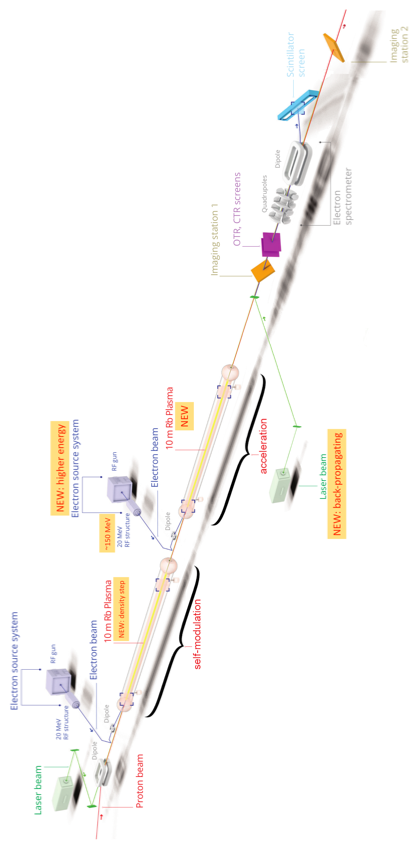 Laser beam
Proton beam
Electron source system
RF gun
20 MeV
RF structure
Electron beam
Dipole
Dipole
10 m Rb Plasma
NEW: density step
self-modulation
NEW: higher energy
Electron source system
RF gun
~150 MeV
20 MeV
RF structure
Electron beam
Dipole
10 m Rb Plasma
NEW
acceleration
Laser beam
NEW: back-propagating
Imaging station 1
OTR, CTR screens
Quadrupoles
Dipole
Electron
spectrometer
Scintillator
screen
Imaging
station 2